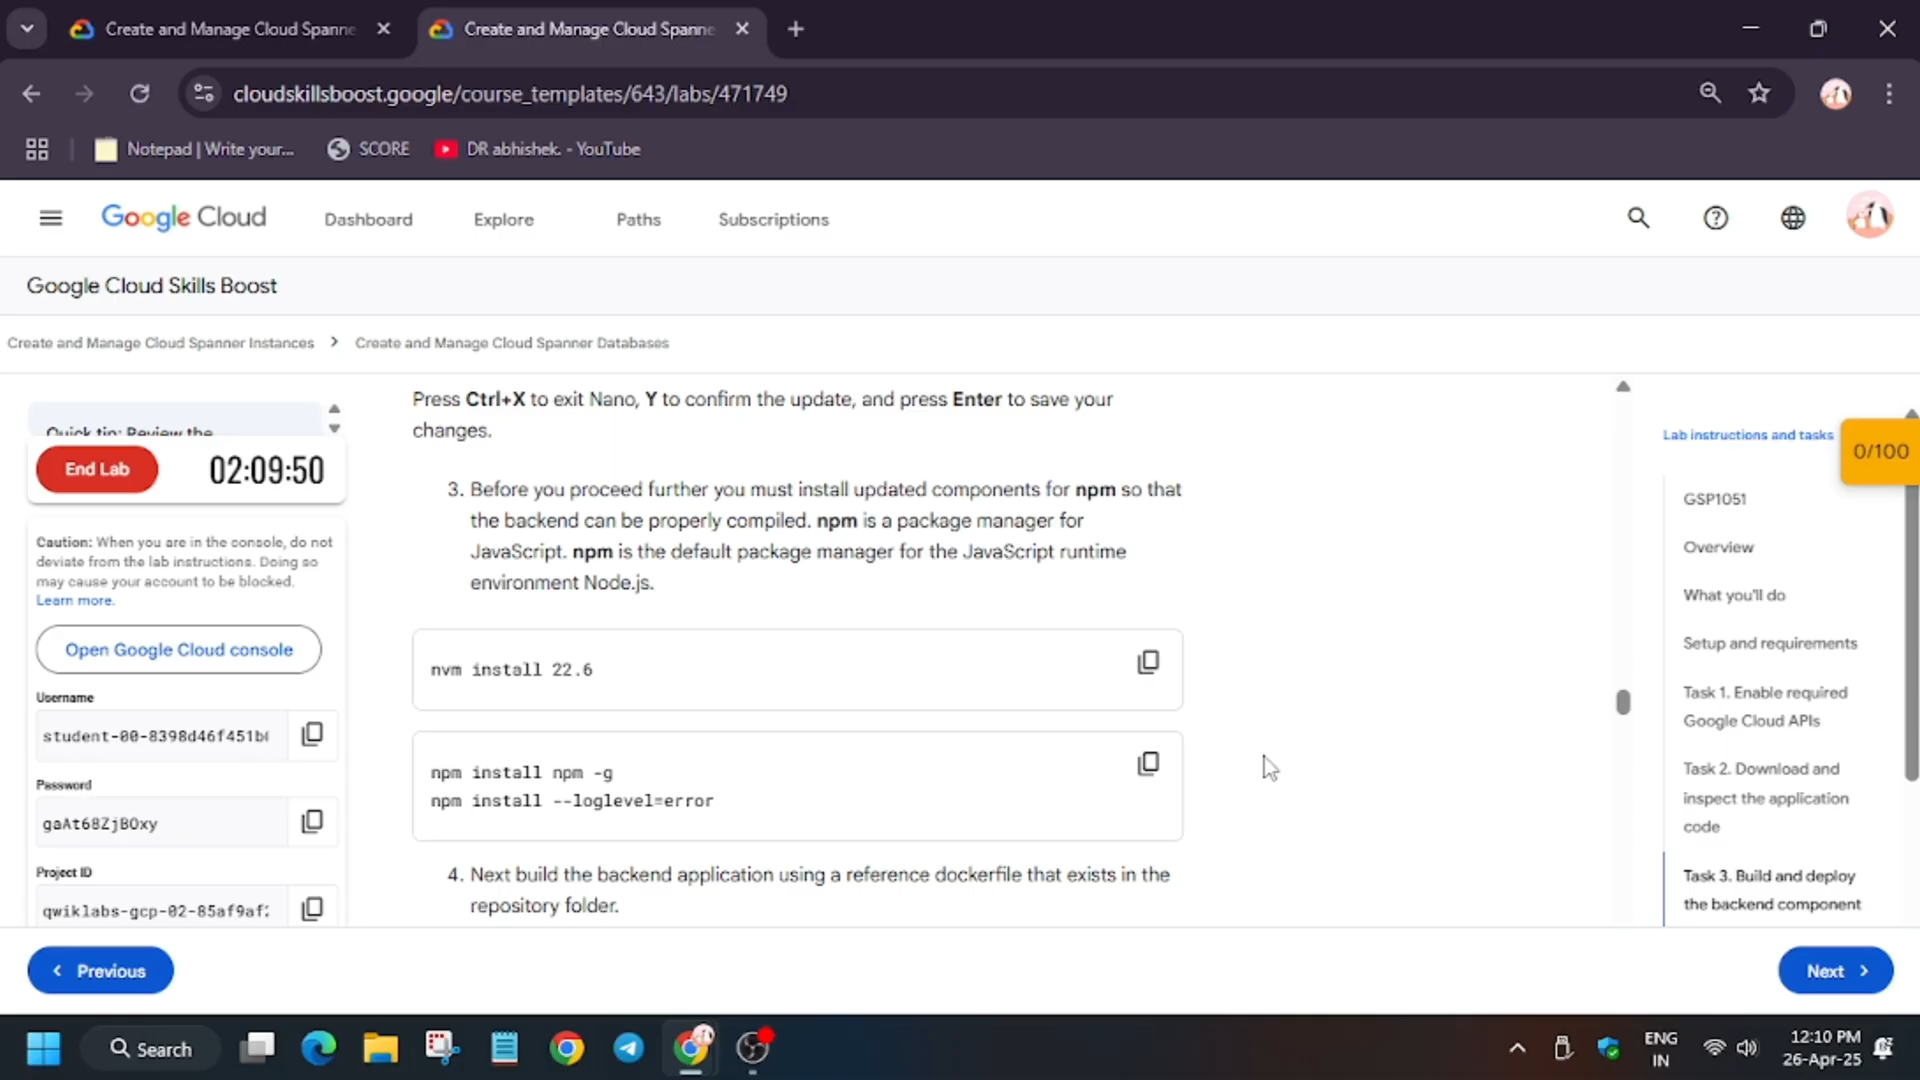 Create and Manage Cloud Spanne
Create and Manage Cloud Spanne
cloudskillsboost.google/course_templates/643/labs/471749
Notepad | Write your...
SCORE
DR abhishek. - YouTube
Google Cloud
Dashboard
Explore
Paths
Subscriptions
Google Cloud Skills Boost
Create and Manage Cloud Spanner Instances
Create and Manage Cloud Spanner Databases
Quick tip: Review the
End Lab
02:09:50
Caution: When you are in the console, do not
deviate from the lab instructions. Doing so
may cause your account to be blocked.
Learn more.
Open Google Cloud console
Username
student-00-8398d46f451b
Password
gaAt68ZjBOxy
Project ID
qwiklabs-gcp-02-85af9af
Press Ctrl+X to exit Nano, Y to confirm the update, and press Enter to save your
changes.
3. Before you proceed further you must install updated components for npm so that
the backend can be properly compiled. npm is a package manager for
JavaScript. npm is the default package manager for the JavaScript runtime
environment Node.js.
nvm install 22.6
npm install npm -g
npm install --loglevel=error
4. Next build the backend application using a reference dockerfile that exists in the
repository folder.
Lab instructions and tasks
0/100
GSP1051
Overview
What you'll do
Setup and requirements
Task 1. Enable required
Google Cloud APIs
Task 2. Download and
inspect the application
code
Task 3. Build and deploy
the backend component
Previous
Next
Search
ENG
IN
12:10 PM
26-Apr-25